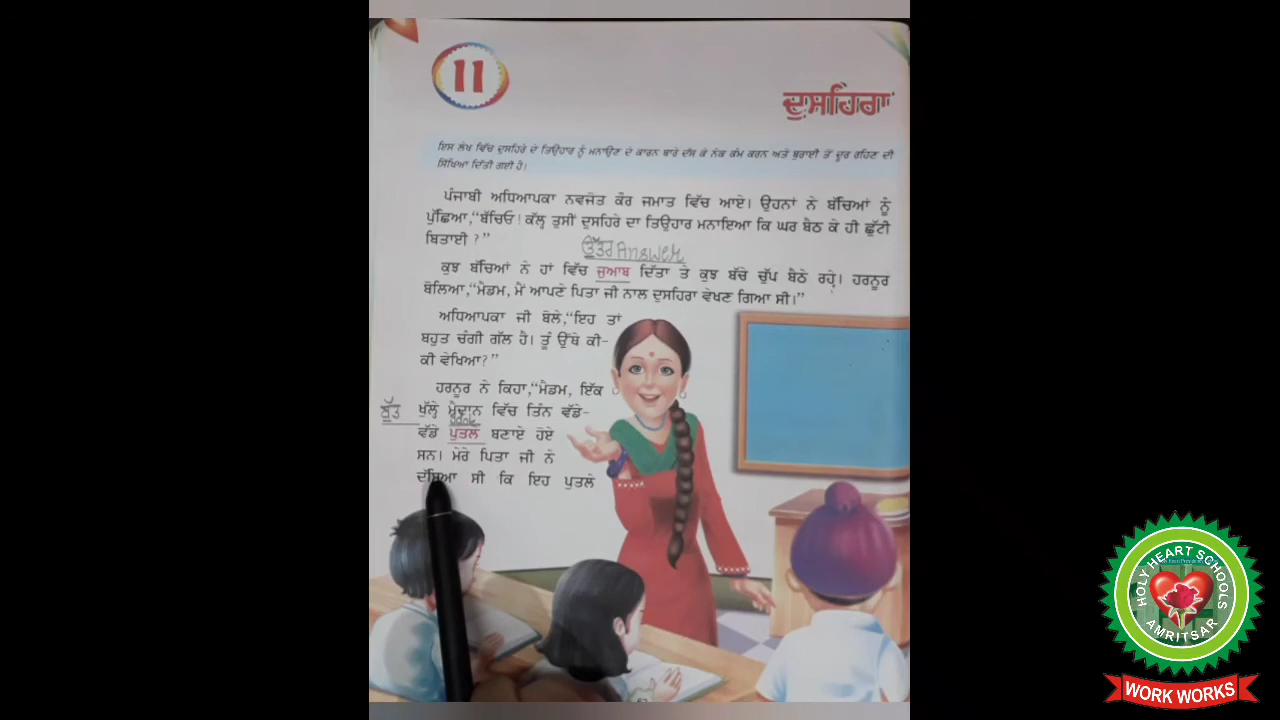 11
ਦੁਸਹਿਰਾ
ਇਸ ਲੇਖ ਵਿੱਚ ਦੁਸਹਿਰੇ ਦੇ ਤਿਉਹਾਰ ਨੂੰ ਮਨਾਉਣ ਦੇ ਕਾਰਨ ਬਾਰੇ ਦੱਸ ਕੇ ਨੇਕ ਕੰਮ ਕਰਨ ਅਤੇ ਬੁਰਾਈ ਤੋਂ ਦੂਰ ਰਹਿਣ ਦੀ
ਸਿੱਖਿਆ ਦਿੱਤੀ ਗਈ ਹੈ।
ਪੰਜਾਬੀ ਅਧਿਆਪਕਾ ਨਵਜੋਤ ਕੌਰ ਜਮਾਤ ਵਿੱਚ ਆਏ। ਉਹਨਾਂ ਨੇ ਬੱਚਿਆਂ ਨੂੰ
ਪੁੱਛਿਆ,“ਬੱਚਿਓ! ਕੱਲ੍ਹ ਤੁਸੀਂ ਦੁਸਹਿਰੇ ਦਾ ਤਿਉਹਾਰ ਮਨਾਇਆ ਕਿ ਘਰ ਬੈਠ ਕੇ ਹੀ ਛੁੱਟੀ
ਬਿਤਾਈ ?”
ਉੱਤਰ Answer
ਕੁਝ ਬੱਚਿਆਂ ਨੇ ਹਾਂ ਵਿੱਚ ਜੁਆਬ ਦਿੱਤਾ ਤੇ ਕੁਝ ਬੱਚੇ ਚੁੱਪ ਬੈਠੇ ਰਹੇ। ਹਰਨੂਰ
ਬੋਲਿਆ,“ਮੈਡਮ, ਮੈਂ ਆਪਣੇ ਪਿਤਾ ਜੀ ਨਾਲ ਦੁਸਹਿਰਾ ਵੇਖਣ ਗਿਆ ਸੀ।”
ਅਧਿਆਪਕਾ ਜੀ ਬੋਲੇ,“ਇਹ ਤਾਂ
ਬਹੁਤ ਚੰਗੀ ਗੱਲ ਹੈ। ਤੂੰ ਉੱਥੇ ਕੀ-
ਕੀ ਵੇਖਿਆ?”
ਹਰਨੂਰ ਨੇ ਕਿਹਾ,“ਮੈਡਮ, ਇੱਕ
ਬੁੱਤ ਖੁੱਲ੍ਹੇ ਮੈਦਾਨ ਵਿੱਚ ਤਿੰਨ ਵੱਡੇ-
ਵੱਡੇ ਪੁਤਲੇ ਬਣਾਏ ਹੋਏ
ਸਨ। ਮੇਰੇ ਪਿਤਾ ਜੀ ਨੇ
ਦੱਸਿਆ ਸੀ ਕਿ ਇਹ ਪੁਤਲੇ
HOLY HEART SCHOOLS
AMRITSAR
WORK WORKS